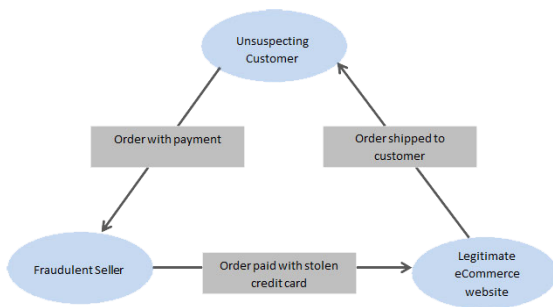 Unsuspecting
Customer
Order with payment
Order shipped to
customer
Fraudulent Seller
Order paid with stolen
credit card
Legitimate
eCommerce
website